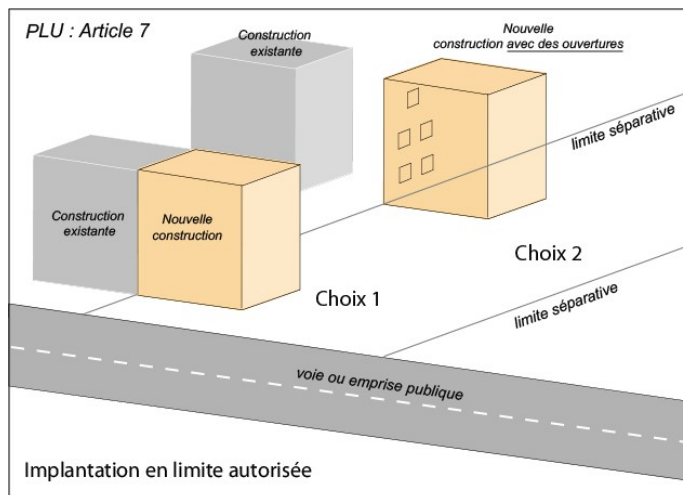 PLU : Article 7
Construction
existante
Nouvelle
construction avec des ouvertures
limite séparative
Construction
existante
Nouvelle
construction
Choix 2
Choix 1
limite séparative
voie ou emprise publique
Implantation en limite autorisée